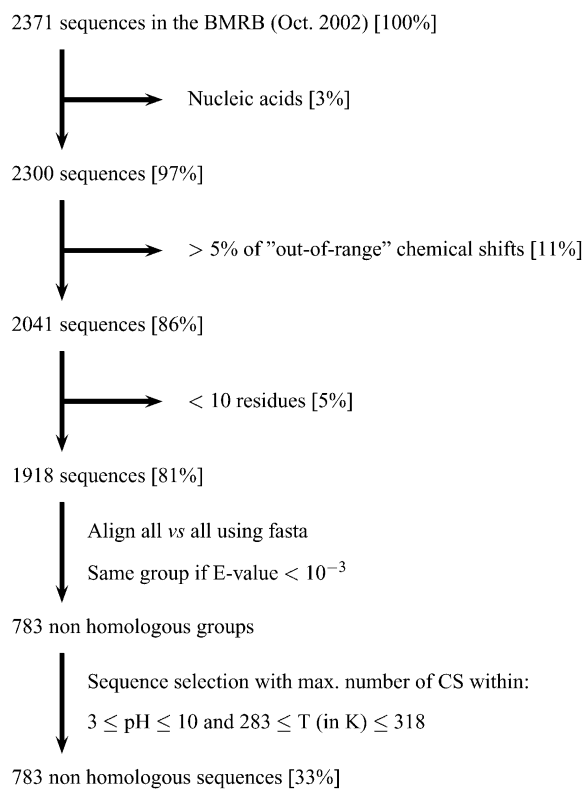 2371 sequences in the BMRB (Oct. 2002) [100%]
Nucleic acids [3%]
2300 sequences [97%]
> 5% of ”out-of-range” chemical shifts [11%]
2041 sequences [86%]
< 10 residues [5%]
1918 sequences [81%]
Align all vs all using fasta
Same group if E-value < 10⁻³
783 non homologous groups
Sequence selection with max. number of CS within:
3 ≤ pH ≤ 10 and 283 ≤ T (in K) ≤ 318
783 non homologous sequences [33%]